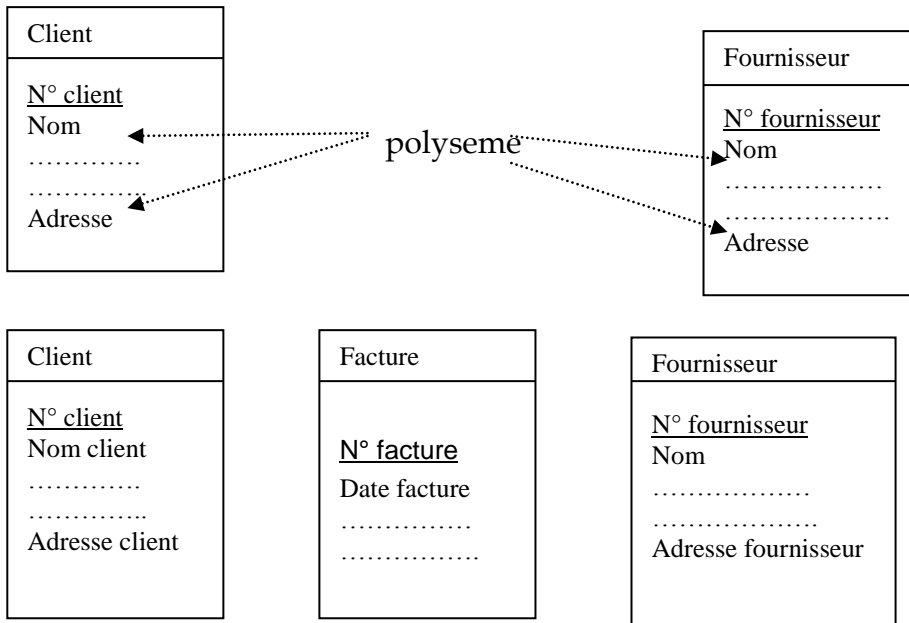 Client
N° client
Nom
………….
…………..
Adresse
polyseme
Fournisseur
N° fournisseur
Nom
………………
……………….
Adresse
Client
N° client
Nom client
………….
…………..
Adresse client
Facture
N° facture
Date facture
……………
…………….
Fournisseur
N° fournisseur
Nom
………………
……………….
Adresse fournisseur